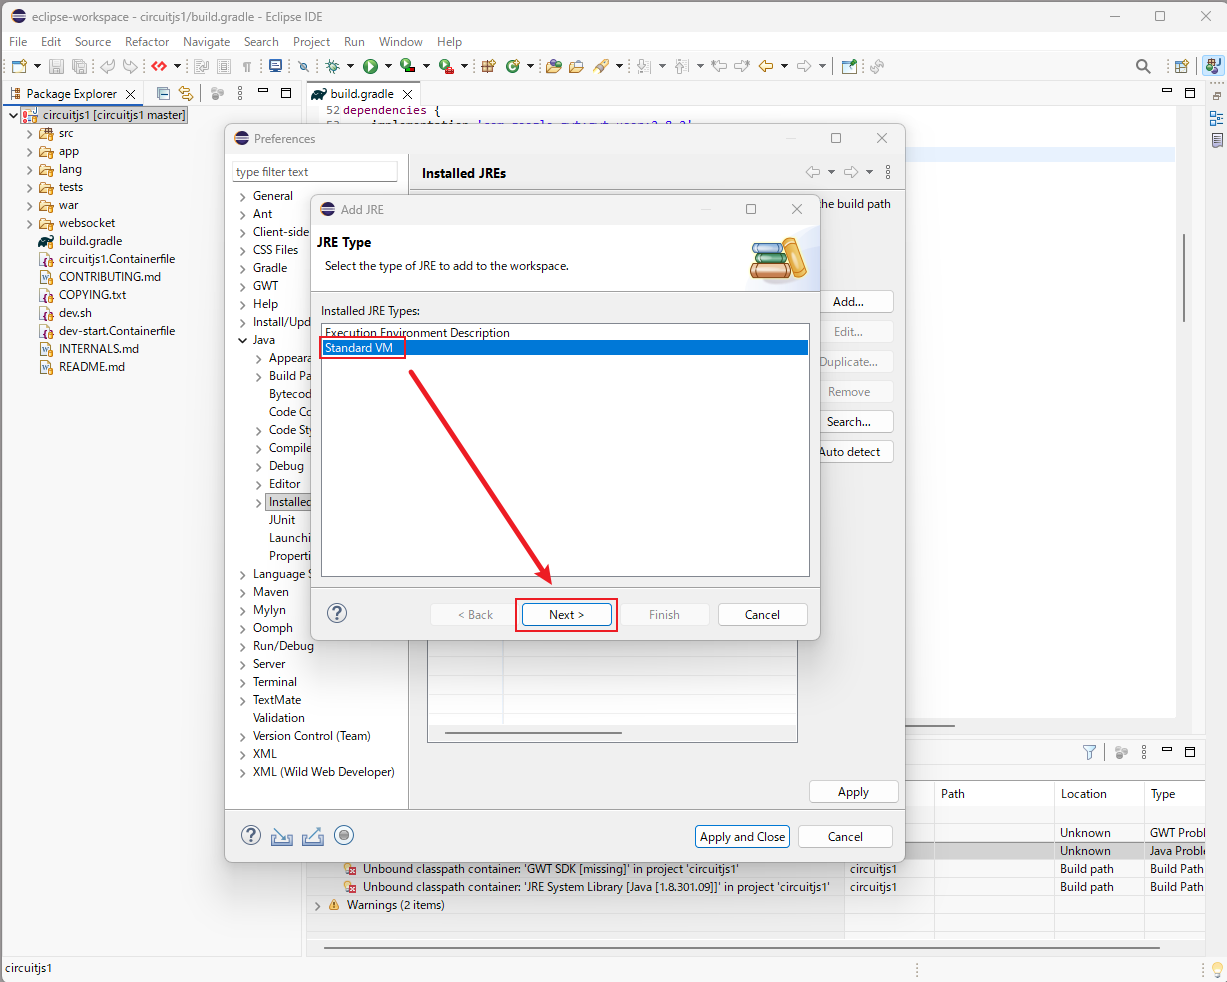 eclipse-workspace - circuitjs1/build.gradle - Eclipse IDE
File Edit Source Refactor Navigate Search Project Run Window Help
Package Explorer
build.gradle
circuitjs1 [circuitjs1 master]
src
app
lang
tests
war
websocket
build.gradle
circuitjs1.Containerfile
CONTRIBUTING.md
COPYING.txt
dev.sh
dev-start.Containerfile
INTERNALS.md
README.md
52 dependencies {
Preferences
type filter text
Installed JREs
General
Ant
Client-side
CSS Files
Gradle
GWT
Help
Install/Upd
Java
Appeara
Build Pa
Bytecod
Code Co
Code Sty
Compile
Debug
Editor
Installed
JUnit
Launchi
Properti
Language S
Maven
Mylyn
Oomph
Run/Debug
Server
Terminal
TextMate
Validation
Version Control (Team)
XML
XML (Wild Web Developer)
the build path
Add...
Edit...
Duplicate...
Remove
Search...
Auto detect
Apply
Apply and Close
Cancel
Add JRE
JRE Type
Select the type of JRE to add to the workspace.
Installed JRE Types:
Execution Environment Description
Standard VM
< Back
Next >
Finish
Cancel
Path Location Type
Unknown GWT Probl
Unknown Java Proble
Unbound classpath container: 'GWT SDK [missing]' in project 'circuitjs1' circuitjs1 Build path Build Path
Unbound classpath container: 'JRE System Library [Java [1.8.301.09]]' in project 'circuitjs1' circuitjs1 Build path Build Path
Warnings (2 items)
circuitjs1